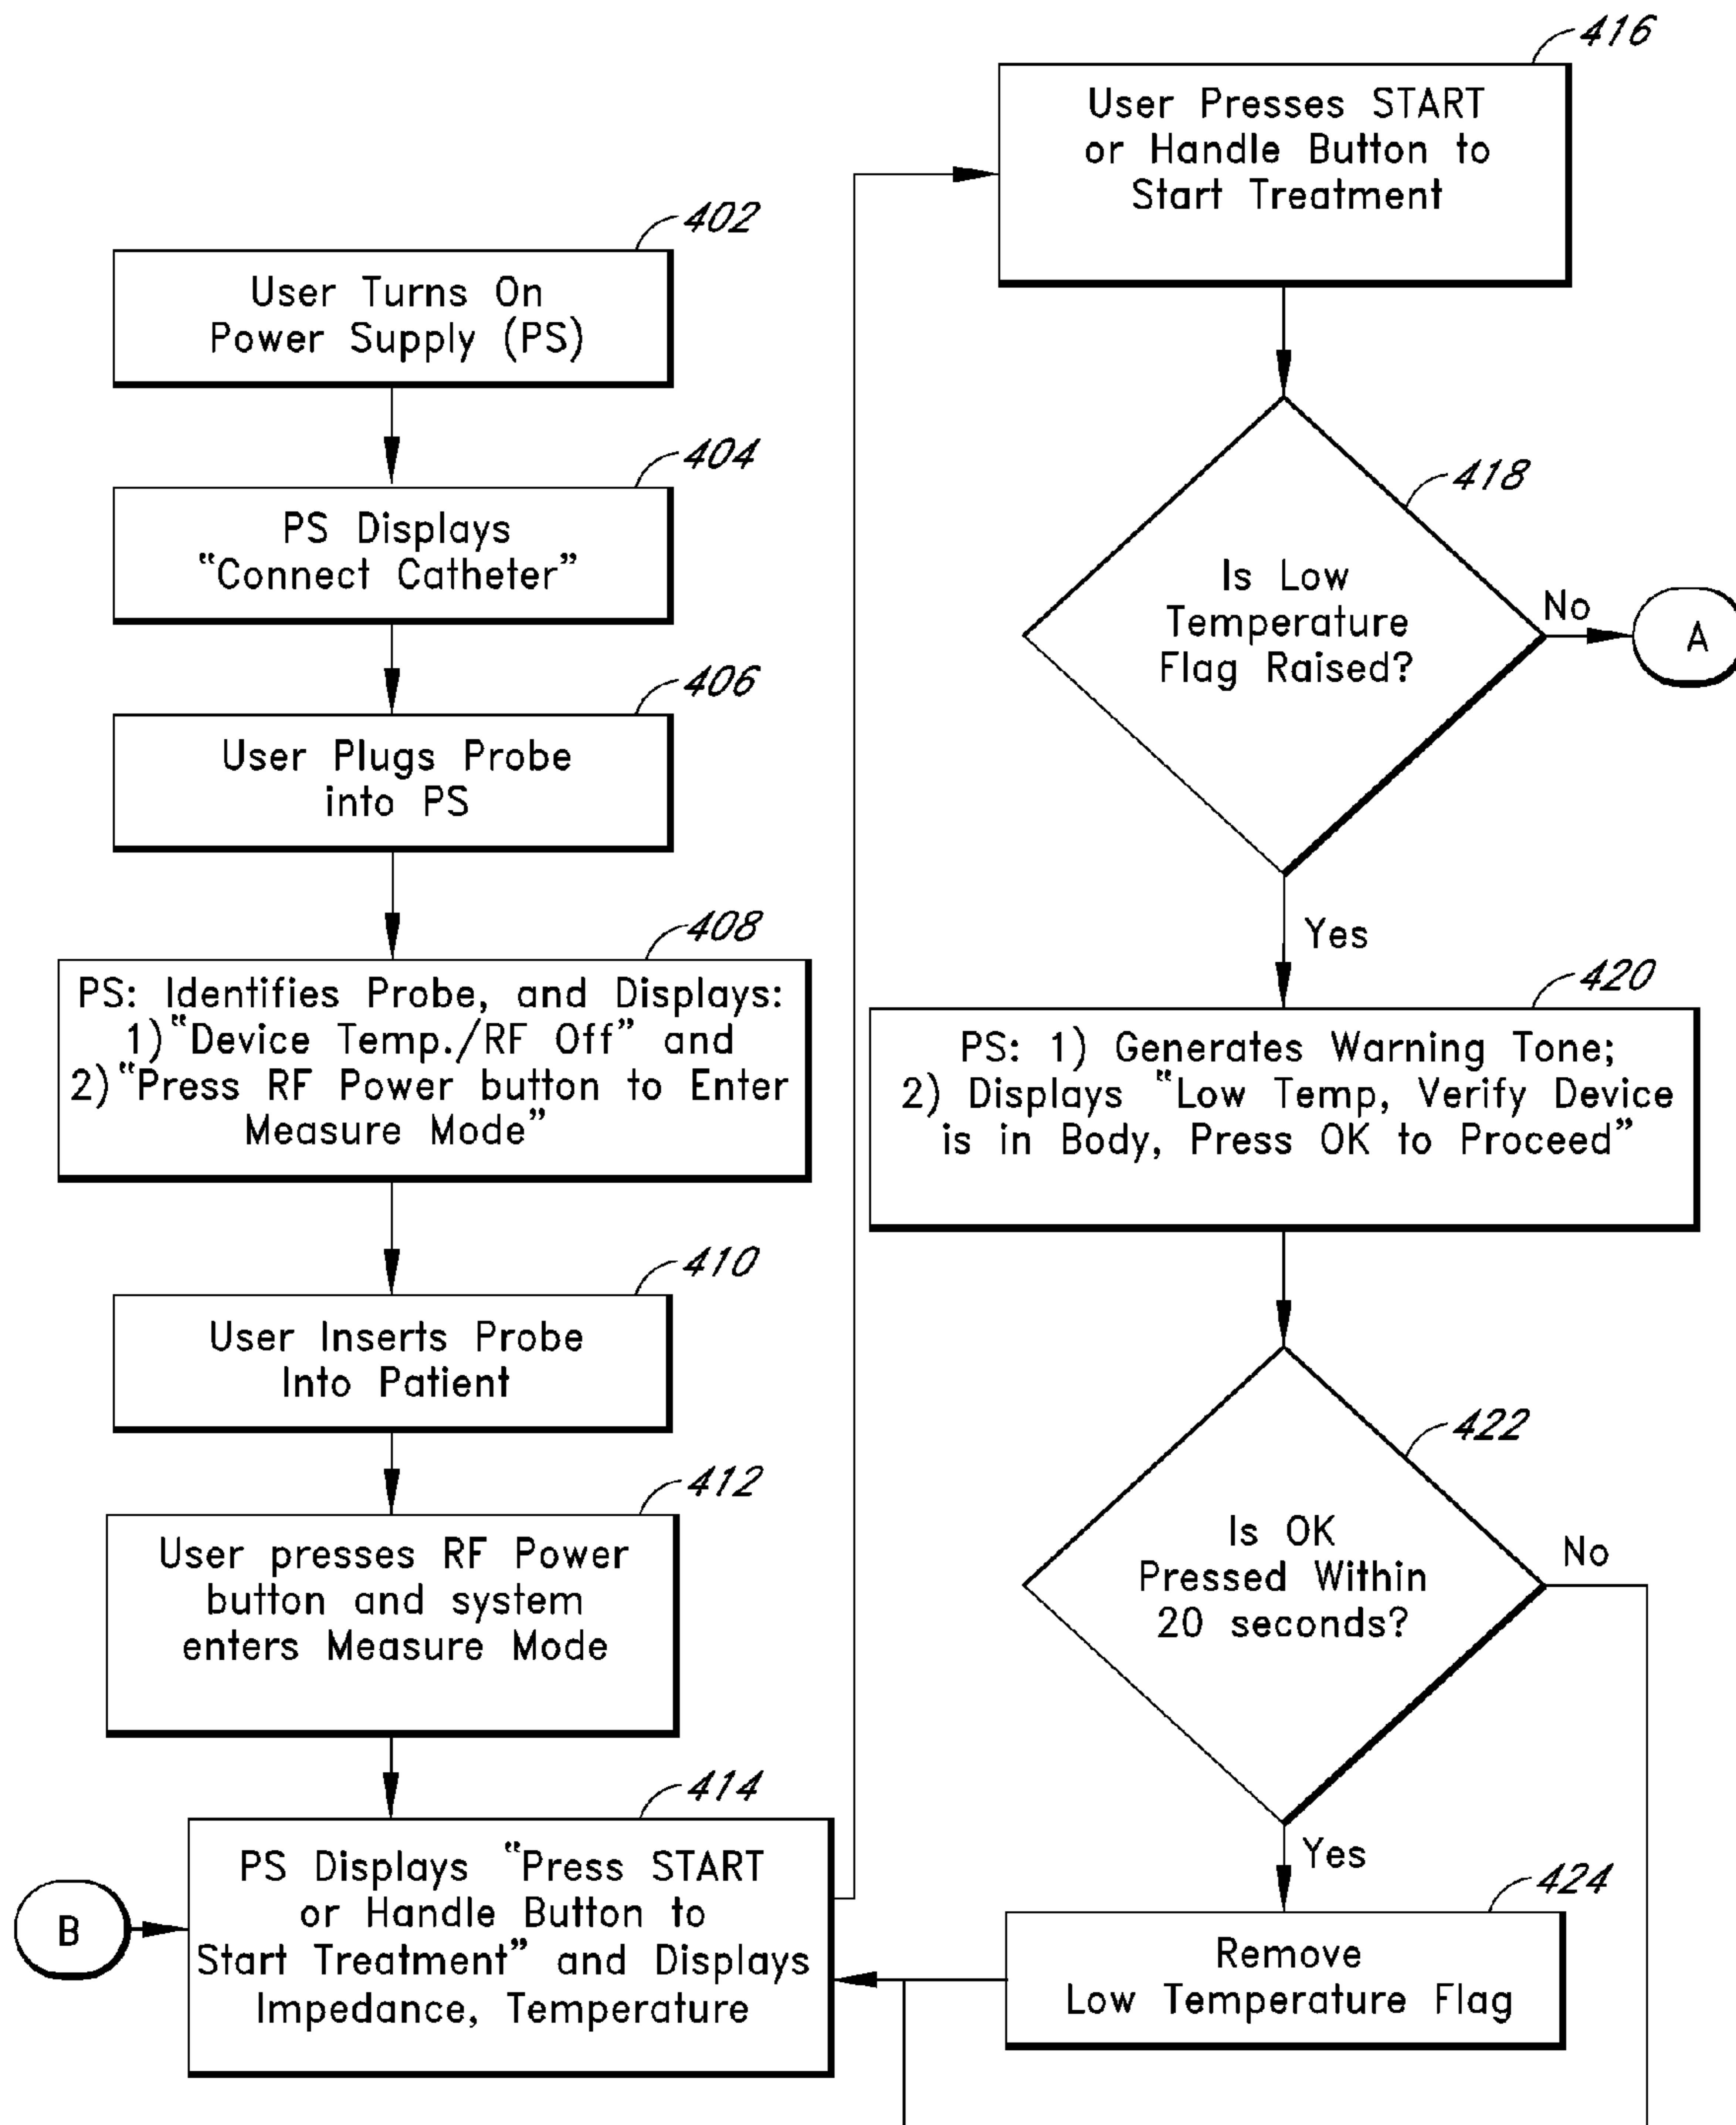 402
User Turns On
Power Supply (PS)
404
PS Displays
“Connect Catheter”
406
User Plugs Probe
into PS
408
PS: Identifies Probe, and Displays:
1)“Device Temp./RF Off” and
2)“Press RF Power button to Enter
Measure Mode”
410
User Inserts Probe
Into Patient
412
User presses RF Power
button and system
enters Measure Mode
414
PS Displays “Press START
or Handle Button to
Start Treatment” and Displays
Impedance, Temperature
B
416
User Presses START
or Handle Button to
Start Treatment
418
Is Low
Temperature
Flag Raised?
No
A
Yes
420
PS: 1) Generates Warning Tone;
2) Displays “Low Temp, Verify Device
is in Body, Press OK to Proceed”
422
Is OK
Pressed Within
20 seconds?
No
Yes
424
Remove
Low Temperature Flag